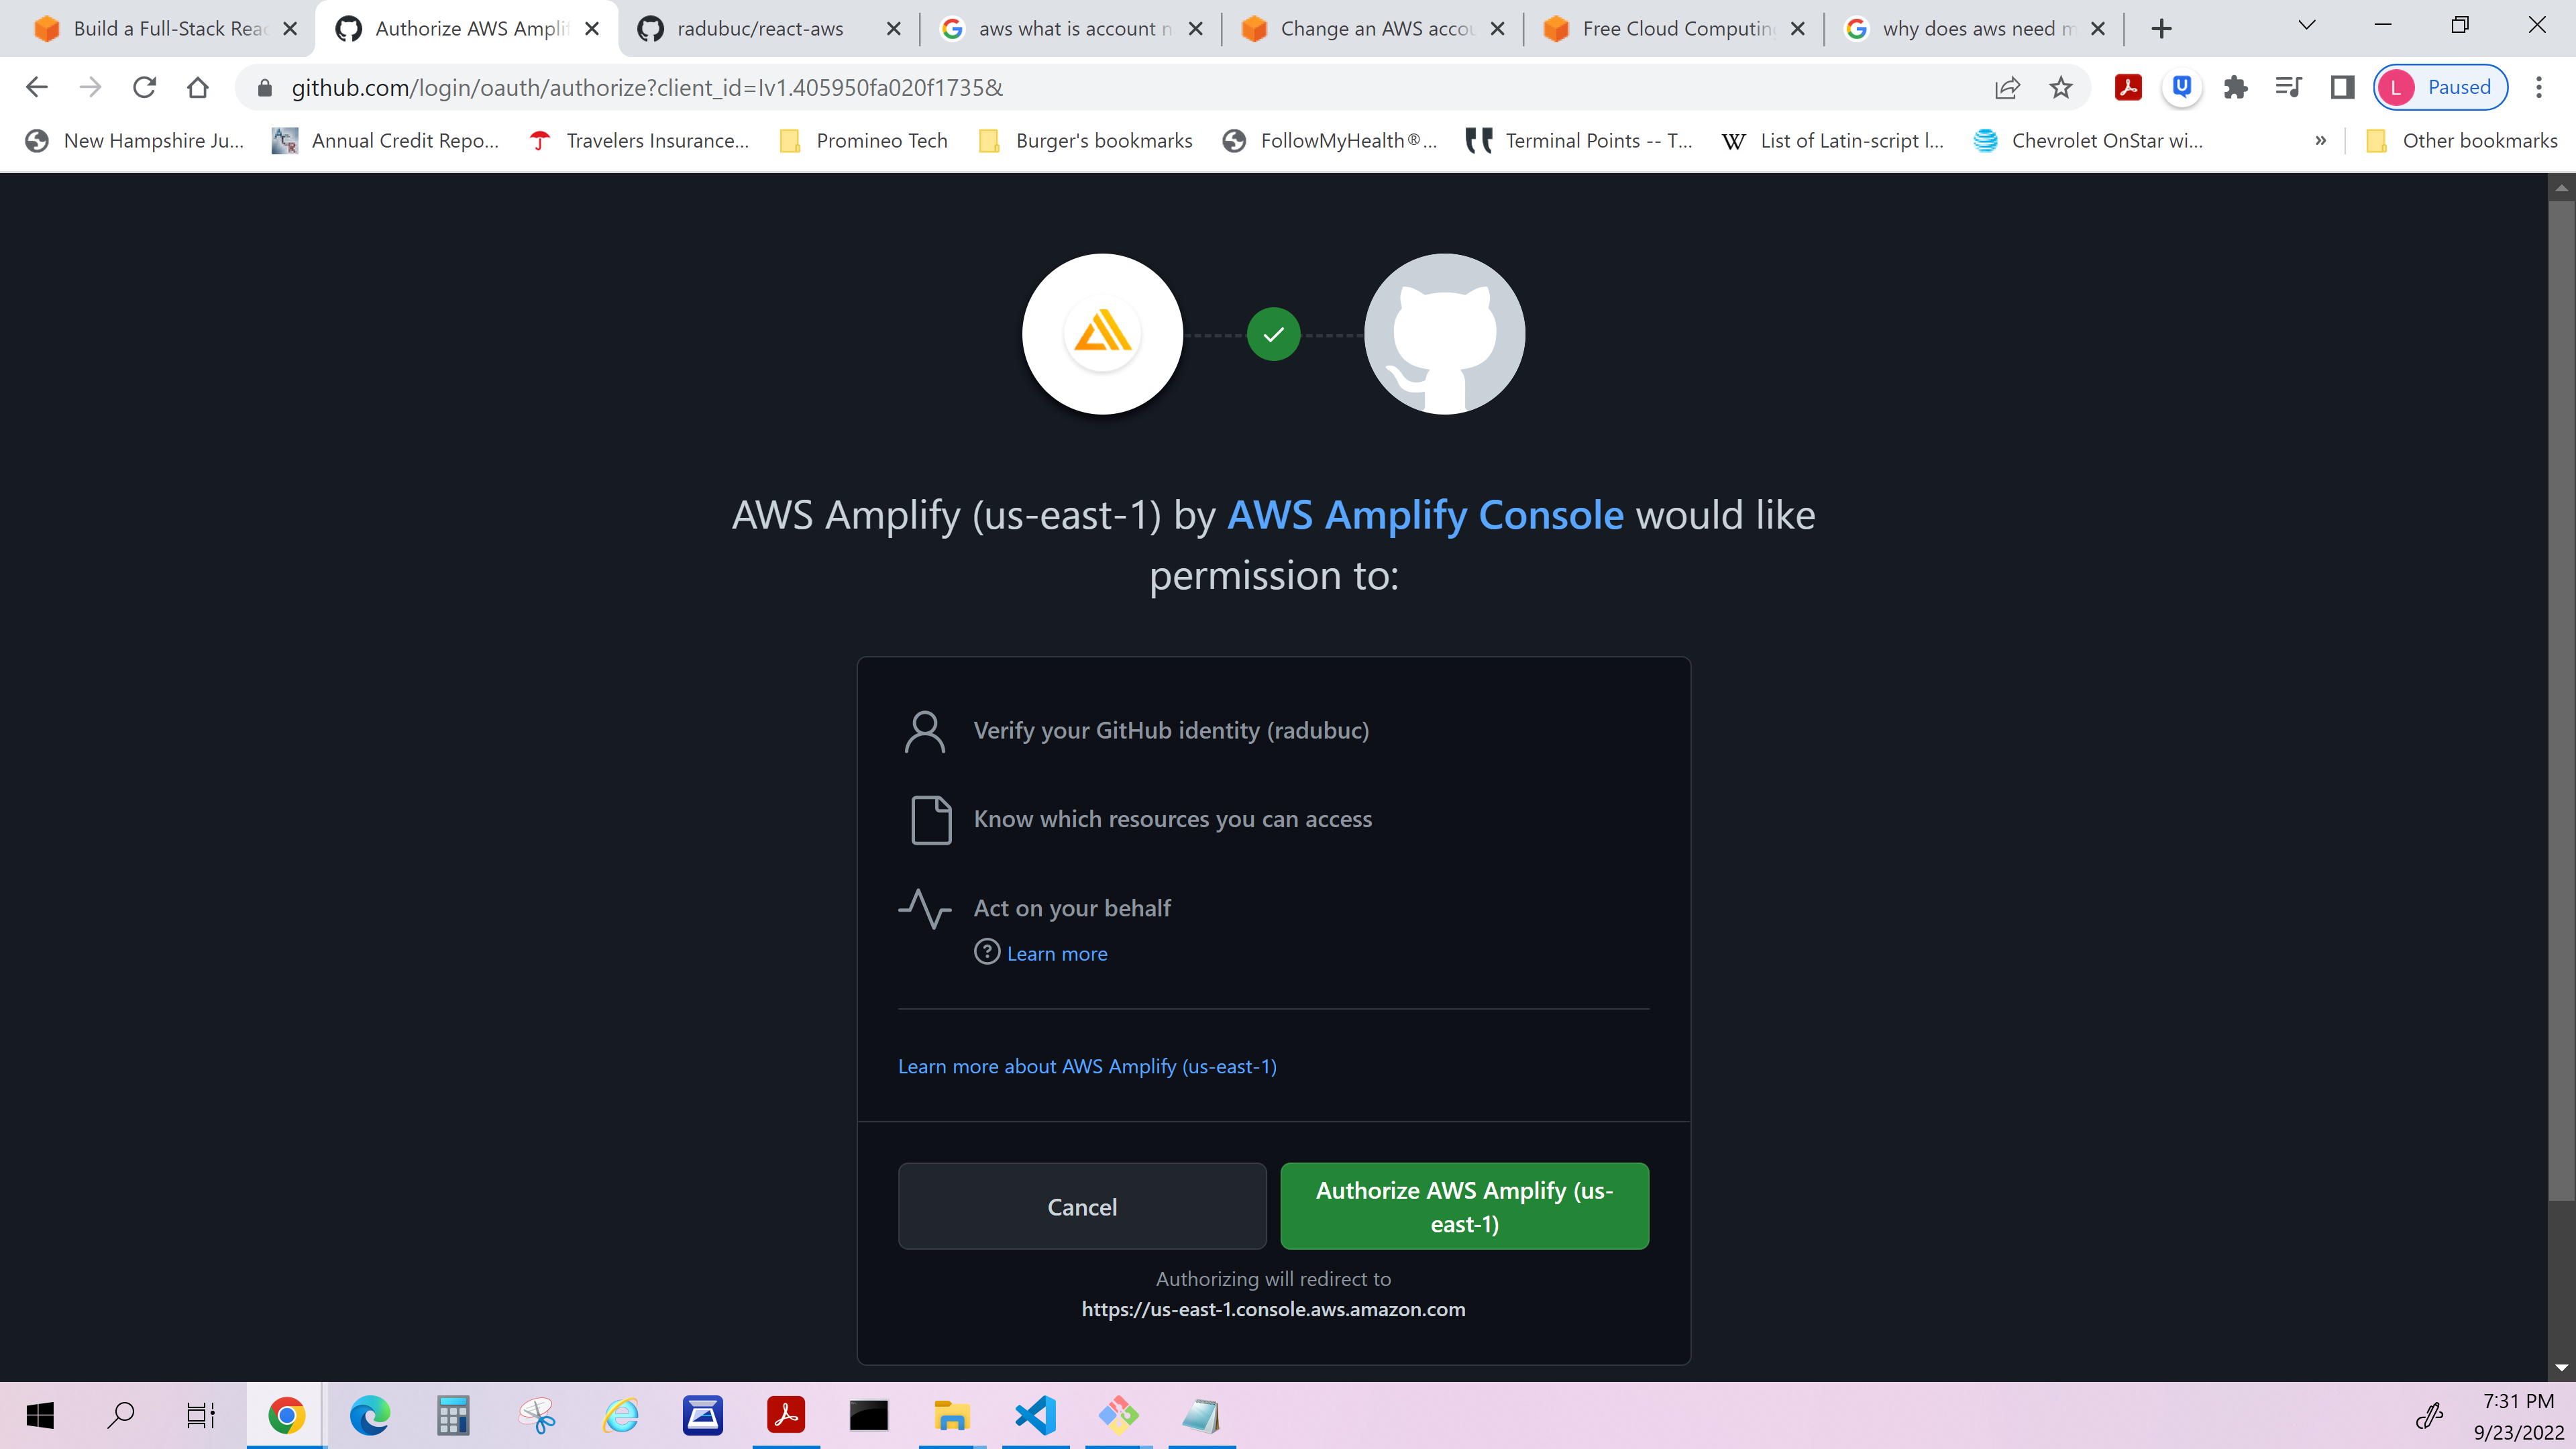 Build a Full-Stack Reac
Authorize AWS Amplif
radubuc/react-aws
aws what is account n
Change an AWS accou
Free Cloud Computing
why does aws need m
github.com/login/oauth/authorize?client_id=Iv1.405950fa020f1735&
L Paused
New Hampshire Ju...
Annual Credit Repo...
Travelers Insurance...
Promineo Tech
Burger's bookmarks
FollowMyHealth®...
Terminal Points -- T...
List of Latin-script l...
Chevrolet OnStar wi...
»
Other bookmarks
AWS Amplify (us-east-1) by AWS Amplify Console would like
permission to:
Verify your GitHub identity (radubuc)
Know which resources you can access
Act on your behalf
Learn more
Learn more about AWS Amplify (us-east-1)
Cancel
Authorize AWS Amplify (us-
east-1)
Authorizing will redirect to
https://us-east-1.console.aws.amazon.com
7:31 PM
9/23/2022